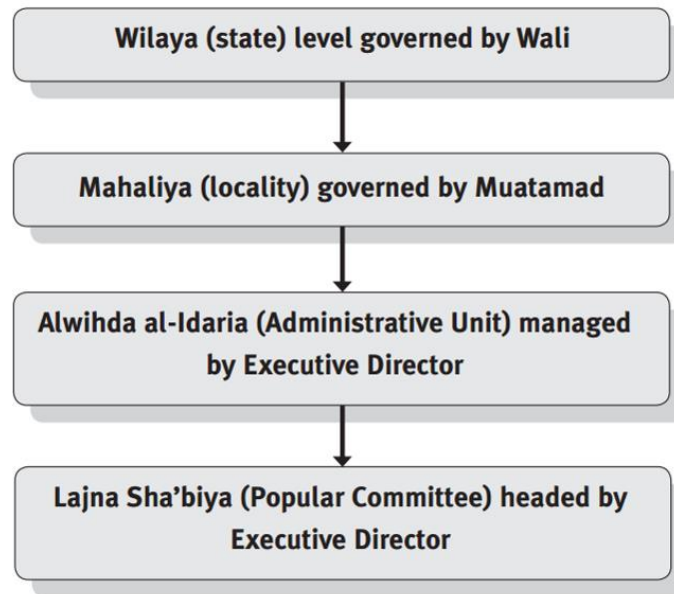 Wilaya (state) level governed by Wali
Mahaliya (locality) governed by Muatamad
Alwihda al-Idaria (Administrative Unit) managed
by Executive Director
Lajna Sha’biya (Popular Committee) headed by
Executive Director